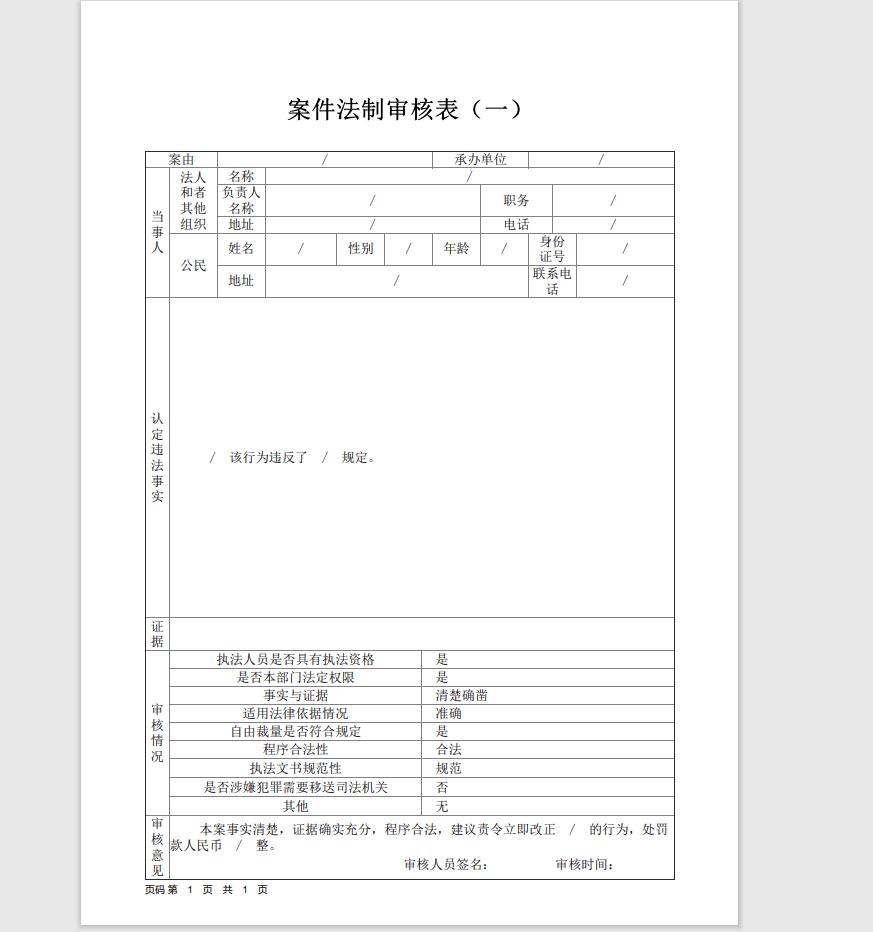 案件法制审核表（一）
案由 / 承办单位 /
当事人
法人和者其他组织
名称 /
负责人名称 / 职务 /
地址 / 电话 /
公民
姓名 / 性别 / 年龄 / 身份证号 /
地址 / 联系电话 /
认定违法事实
/ 该行为违反了 / 规定。
证据
审核情况
执法人员是否具有执法资格 是
是否本部门法定权限 是
事实与证据 清楚确凿
适用法律依据情况 准确
自由裁量是否符合规定 是
程序合法性 合法
执法文书规范性 规范
是否涉嫌犯罪需要移送司法机关 否
其他 无
审核意见
本案事实清楚，证据确实充分，程序合法，建议责令立即改正 / 的行为，处罚
款人民币 / 整。
审核人员签名： 审核时间：
页码 第 1 页 共 1 页